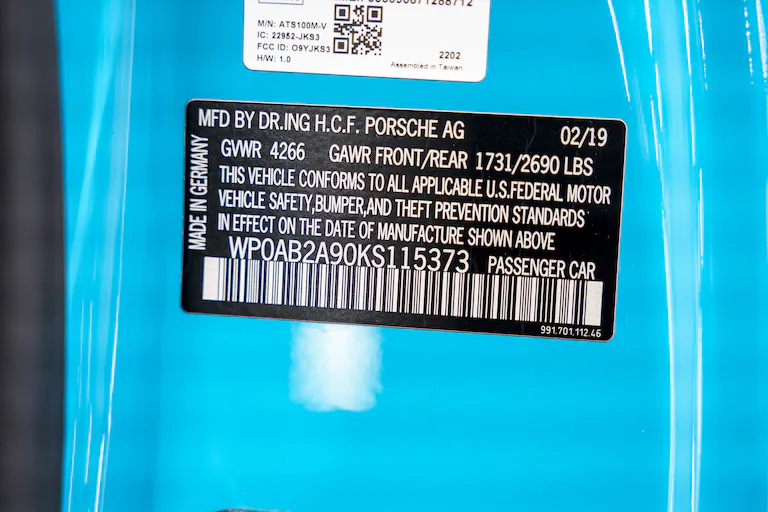 M/N: ATS100M-V
IC: 22952-JKS3
FCC ID: O9YJKS3
H/W: 1.0
2202
Assembled in Taiwan
MFD BY DR.ING H.C.F. PORSCHE AG 02/19
MADE IN GERMANY
GVWR 4266 GAWR FRONT/REAR 1731/2690 LBS
THIS VEHICLE CONFORMS TO ALL APPLICABLE U.S.FEDERAL MOTOR
VEHICLE SAFETY,BUMPER,AND THEFT PREVENTION STANDARDS
IN EFFECT ON THE DATE OF MANUFACTURE SHOWN ABOVE
WP0AB2A90KS115373 PASSENGER CAR
991.701.112.46